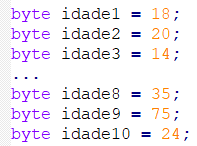 byte idade1 = 18;
byte idade2 = 20;
byte idade3 = 14;
...
byte idade8 = 35;
byte idade9 = 75;
byte idade10 = 24;